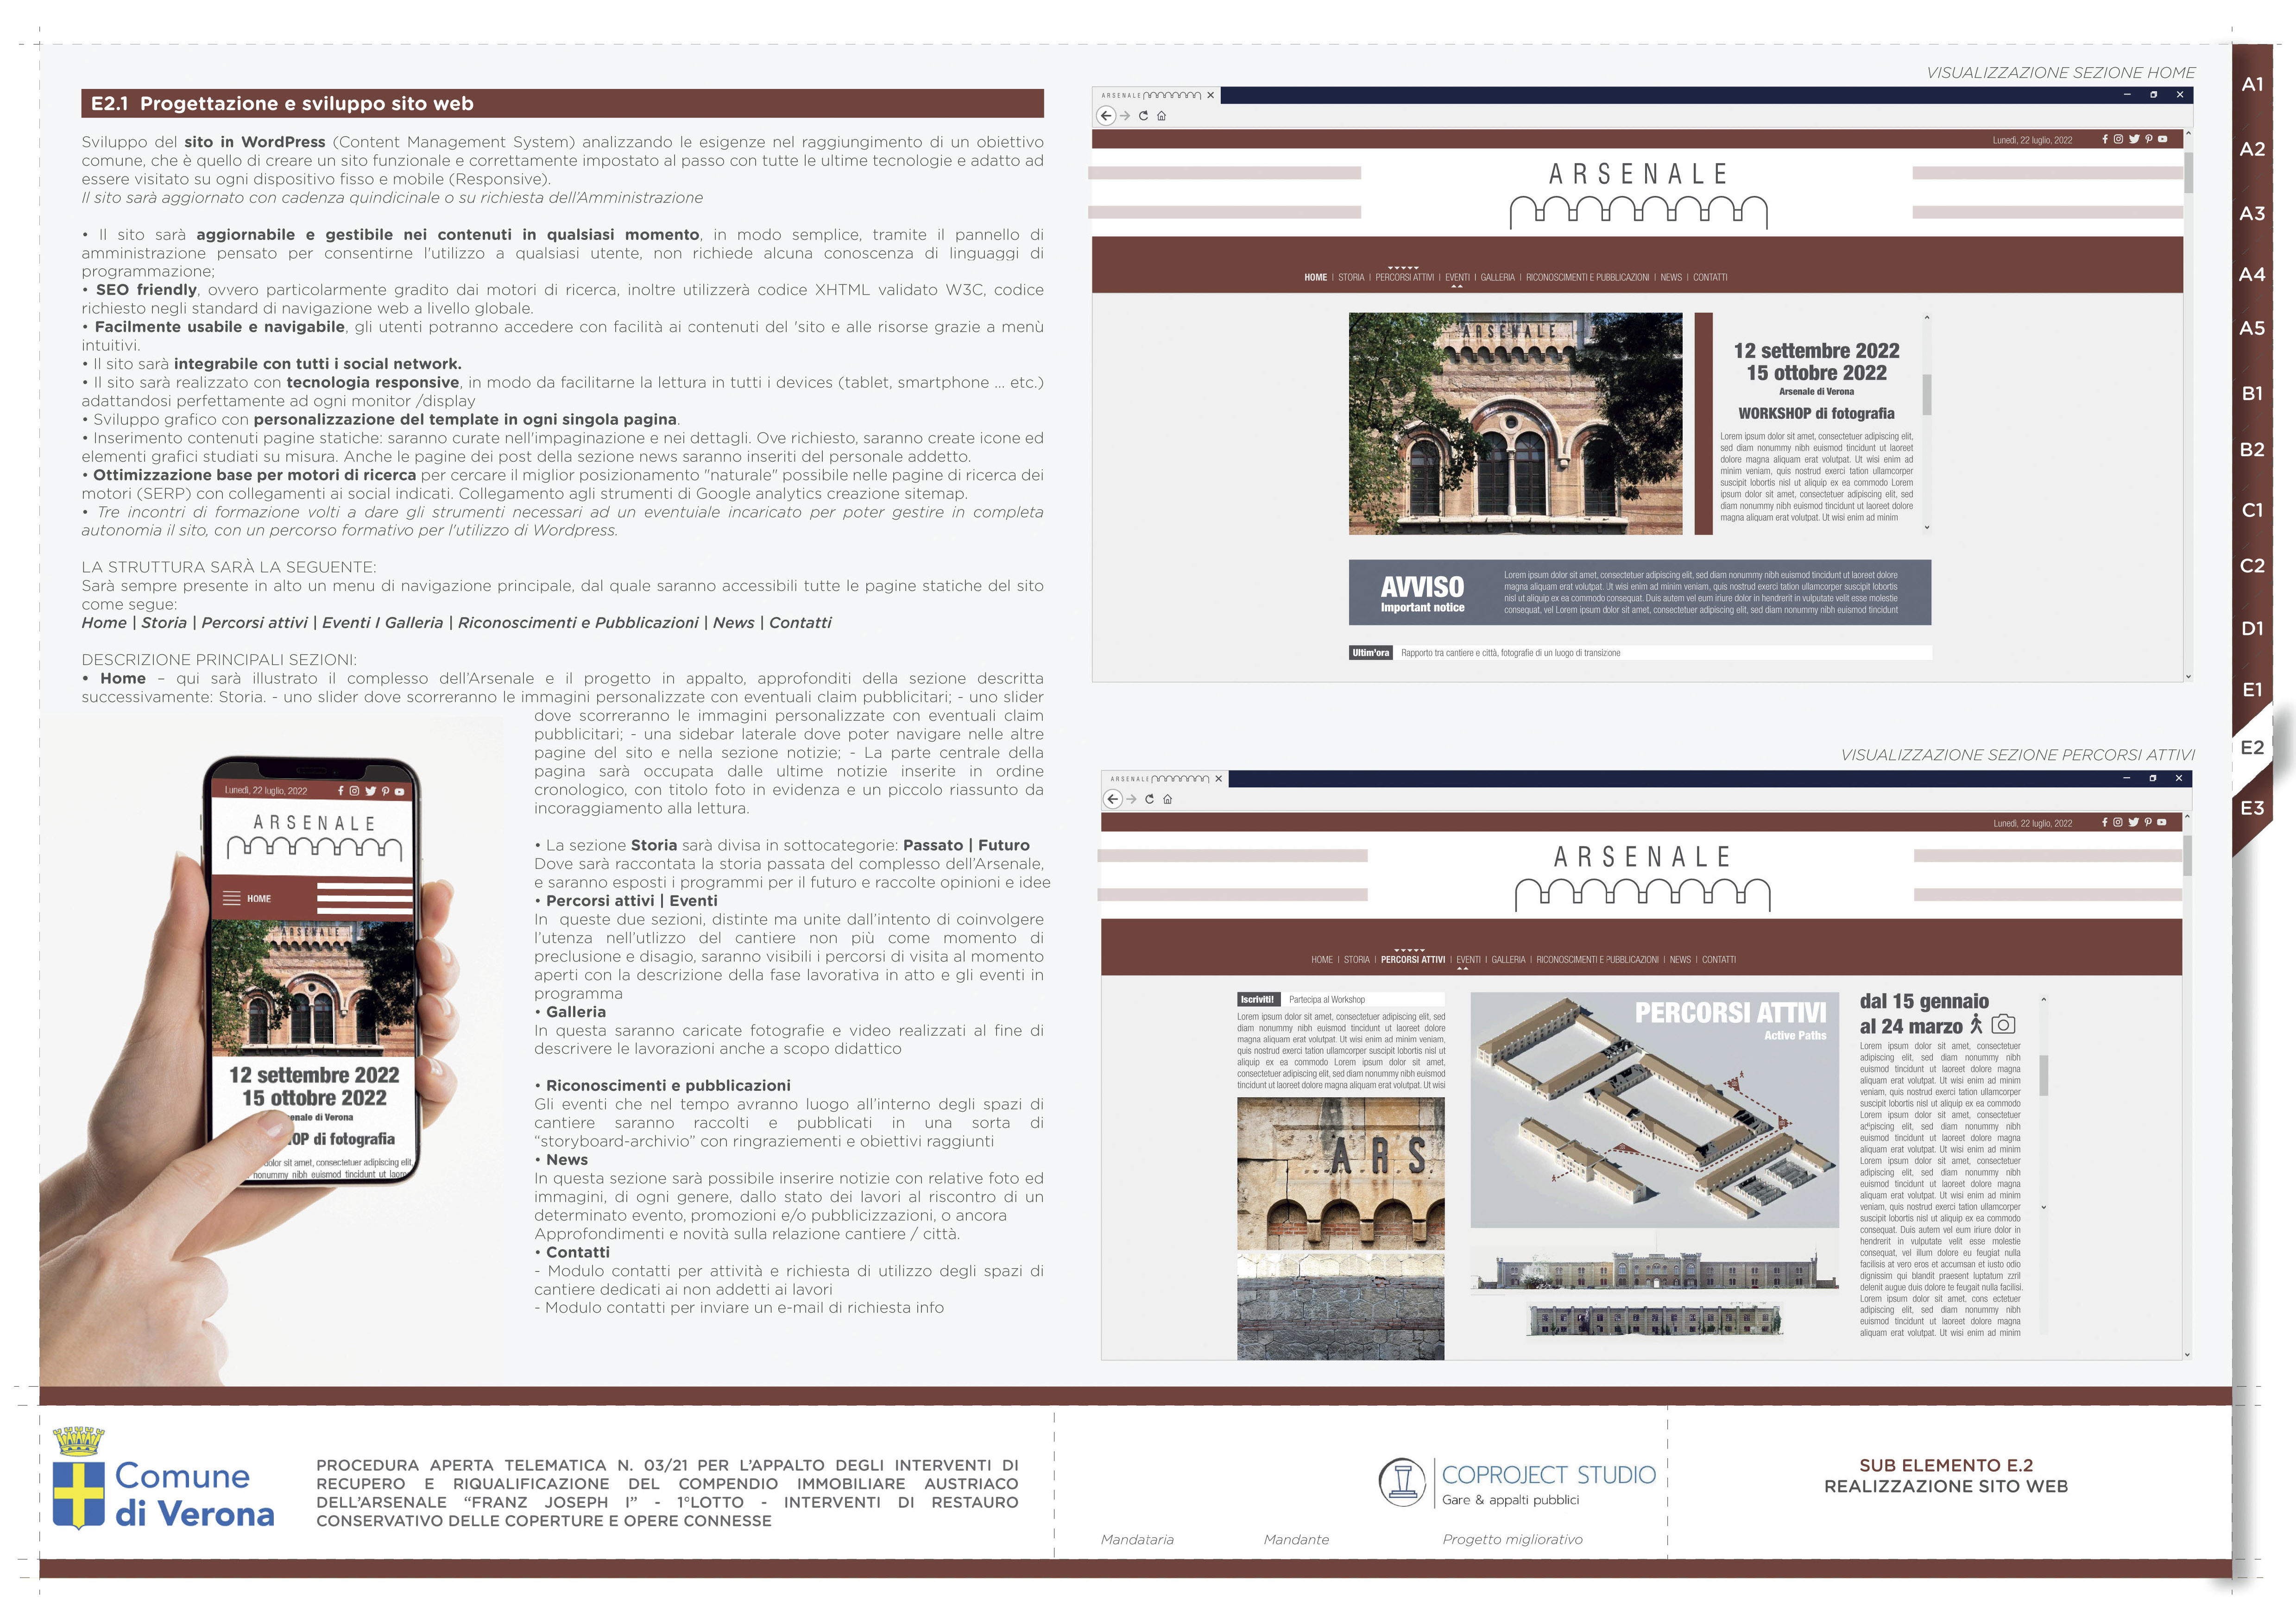 E2.1 Progettazione e sviluppo sito web
Sviluppo del sito in WordPress (Content Management System) analizzando le esigenze nel raggiungimento di un obiettivo
comune, che è quello di creare un sito funzionale e correttamente impostato al passo con tutte le ultime tecnologie e adatto ad
essere visitato su ogni dispositivo fisso e mobile (Responsive).
Il sito sarà aggiornato con cadenza quindicinale o su richiesta dell'Amministrazione
• Il sito sarà aggiornabile e gestibile nei contenuti in qualsiasi momento, in modo semplice, tramite il pannello di
amministrazione pensato per consentirne l'utilizzo a qualsiasi utente, non richiede alcuna conoscenza di linguaggi di
programmazione;
• SEO friendly, ovvero particolarmente gradito dai motori di ricerca, inoltre utilizzerà codice XHTML validato W3C, codice
richiesto negli standard di navigazione web a livello globale.
• Facilmente usabile e navigabile, gli utenti potranno accedere con facilità ai contenuti del 'sito e alle risorse grazie a menù
intuitivi.
• Il sito sarà integrabile con tutti i social network.
• Il sito sarà realizzato con tecnologia responsive, in modo da facilitarne la lettura in tutti i devices (tablet, smartphone ... etc.)
adattandosi perfettamente ad ogni monitor /display
• Sviluppo grafico con personalizzazione del template in ogni singola pagina.
• Inserimento contenuti pagine statiche: saranno curate nell'impaginazione e nei dettagli. Ove richiesto, saranno create icone ed
elementi grafici studiati su misura. Anche le pagine dei post della sezione news saranno inseriti del personale addetto.
• Ottimizzazione base per motori di ricerca per cercare il miglior posizionamento "naturale" possibile nelle pagine di ricerca dei
motori (SERP) con collegamenti ai social indicati. Collegamento agli strumenti di Google analytics creazione sitemap.
• Tre incontri di formazione volti a dare gli strumenti necessari ad un eventuiale incaricato per poter gestire in completa
autonomia il sito, con un percorso formativo per l'utilizzo di Wordpress.
LA STRUTTURA SARÀ LA SEGUENTE:
Sarà sempre presente in alto un menu di navigazione principale, dal quale saranno accessibili tutte le pagine statiche del sito
come segue:
Home | Storia | Percorsi attivi | Eventi I Galleria | Riconoscimenti e Pubblicazioni | News | Contatti
DESCRIZIONE PRINCIPALI SEZIONI:
• Home – qui sarà illustrato il complesso dell'Arsenale e il progetto in appalto, approfonditi della sezione descritta
successivamente: Storia. - uno slider dove scorreranno le immagini personalizzate con eventuali claim pubblicitari; - uno slider
dove scorreranno le immagini personalizzate con eventuali claim
pubblicitari; - una sidebar laterale dove poter navigare nelle altre
pagine del sito e nella sezione notizie; - La parte centrale della
pagina sarà occupata dalle ultime notizie inserite in ordine
cronologico, con titolo foto in evidenza e un piccolo riassunto da
incoraggiamento alla lettura.
• La sezione Storia sarà divisa in sottocategorie: Passato | Futuro
Dove sarà raccontata la storia passata del complesso dell'Arsenale,
e saranno esposti i programmi per il futuro e raccolte opinioni e idee
• Percorsi attivi | Eventi
In queste due sezioni, distinte ma unite dall'intento di coinvolgere
l'utenza nell'utlizzo del cantiere non più come momento di
preclusione e disagio, saranno visibili i percorsi di visita al momento
aperti con la descrizione della fase lavorativa in atto e gli eventi in
programma
• Galleria
In questa saranno caricate fotografie e video realizzati al fine di
descrivere le lavorazioni anche a scopo didattico
• Riconoscimenti e pubblicazioni
Gli eventi che nel tempo avranno luogo all'interno degli spazi di
cantiere saranno raccolti e pubblicati in una sorta di
“storyboard-archivio” con ringraziementi e obiettivi raggiunti
• News
In questa sezione sarà possibile inserire notizie con relative foto ed
immagini, di ogni genere, dallo stato dei lavori al riscontro di un
determinato evento, promozioni e/o pubblicizzazioni, o ancora
Approfondimenti e novità sulla relazione cantiere / città.
• Contatti
- Modulo contatti per attività e richiesta di utilizzo degli spazi di
cantiere dedicati ai non addetti ai lavori
- Modulo contatti per inviare un e-mail di richiesta info
Lunedì, 22 luglio, 2022
ARSENALE
HOME
ARSENALE
12 settembre 2022
15 ottobre 2022
enale di Verona
OP di fotografia
dolor sit amet, consectetuer adipiscing elit,
nonummy nibh euismod tincidunt ut laore
VISUALIZZAZIONE SEZIONE HOME
ARSENALE
Lunedì, 22 luglio, 2022
ARSENALE
HOME | STORIA | PERCORSI ATTIVI | EVENTI | GALLERIA | RICONOSCIMENTI E PUBBLICAZIONI | NEWS | CONTATTI
ARSENALE
12 settembre 2022
15 ottobre 2022
Arsenale di Verona
WORKSHOP di fotografia
Lorem ipsum dolor sit amet, consectetuer adipiscing elit,
sed diam nonummy nibh euismod tincidunt ut laoreet
dolore magna aliquam erat volutpat. Ut wisi enim ad
minim veniam, quis nostrud exerci tation ullamcorper
suscipit lobortis nisl ut aliquip ex ea commodo Lorem
ipsum dolor sit amet, consectetuer adipiscing elit, sed
diam nonummy nibh euismod tincidunt ut laoreet dolore
magna aliquam erat volutpat. Ut wisi enim ad minim
AVVISO
Important notice
Lorem ipsum dolor sit amet, consectetuer adipiscing elit, sed diam nonummy nibh euismod tincidunt ut laoreet dolore
magna aliquam erat volutpat. Ut wisi enim ad minim veniam, quis nostrud exerci tation ullamcorper suscipit lobortis
nisl ut aliquip ex ea commodo consequat. Duis autem vel eum iriure dolor in hendrerit in vulputate velit esse molestie
consequat, vel Lorem ipsum dolor sit amet, consectetuer adipiscing elit, sed diam nonummy nibh euismod tincidunt
Ultim'ora Rapporto tra cantiere e città, fotografie di un luogo di transizione
VISUALIZZAZIONE SEZIONE PERCORSI ATTIVI
ARSENALE
Lunedì, 22 luglio, 2022
ARSENALE
HOME | STORIA | PERCORSI ATTIVI | EVENTI | GALLERIA | RICONOSCIMENTI E PUBBLICAZIONI | NEWS | CONTATTI
Iscriviti! Partecipa al Workshop
Lorem ipsum dolor sit amet, consectetuer adipiscing elit, sed
diam nonummy nibh euismod tincidunt ut laoreet dolore
magna aliquam erat volutpat. Ut wisi enim ad minim veniam,
quis nostrud exerci tation ullamcorper suscipit lobortis nisl ut
aliquip ex ea commodo Lorem ipsum dolor sit amet,
consectetuer adipiscing elit, sed diam nonummy nibh euismod
tincidunt ut laoreet dolore magna aliquam erat volutpat. Ut wisi
ARS
PERCORSI ATTIVI
Active Paths
dal 15 gennaio
al 24 marzo
Lorem ipsum dolor sit amet, consectetuer
adipiscing elit, sed diam nonummy nibh
euismod tincidunt ut laoreet dolore magna
aliquam erat volutpat. Ut wisi enim ad minim
veniam, quis nostrud exerci tation ullamcorper
suscipit lobortis nisl ut aliquip ex ea commodo
Lorem ipsum dolor sit amet, consectetuer
adipiscing elit, sed diam nonummy nibh
euismod tincidunt ut laoreet dolore magna
aliquam erat volutpat. Ut wisi enim ad minim
Lorem ipsum dolor sit amet, consectetuer
adipiscing elit, sed diam nonummy nibh
euismod tincidunt ut laoreet dolore magna
aliquam erat volutpat. Ut wisi enim ad minim
veniam, quis nostrud exerci tation ullamcorper
suscipit lobortis nisl ut aliquip ex ea commodo
consequat. Duis autem vel eum iriure dolor in
hendrerit in vulputate velit esse molestie
consequat, vel illum dolore eu feugiat nulla
facilisis at vero eros et accumsan et iusto odio
dignissim qui blandit praesent luptatum zzril
delenit augue duis dolore te feugait nulla facilisi.
Lorem ipsum dolor sit amet, cons ectetuer
adipiscing elit, sed diam nonummy nibh
euismod tincidunt ut laoreet dolore magna
aliquam erat volutpat. Ut wisi enim ad minim
A1
A2
A3
A4
A5
B1
B2
C1
C2
D1
E1
E2
E3
Comune
di Verona
PROCEDURA APERTA TELEMATICA N. 03/21 PER L'APPALTO DEGLI INTERVENTI DI
RECUPERO E RIQUALIFICAZIONE DEL COMPENDIO IMMOBILIARE AUSTRIACO
DELL'ARSENALE “FRANZ JOSEPH I” - 1°LOTTO - INTERVENTI DI RESTAURO
CONSERVATIVO DELLE COPERTURE E OPERE CONNESSE
COPROJECT STUDIO
Gare & appalti pubblici
Mandataria Mandante Progetto migliorativo
SUB ELEMENTO E.2
REALIZZAZIONE SITO WEB